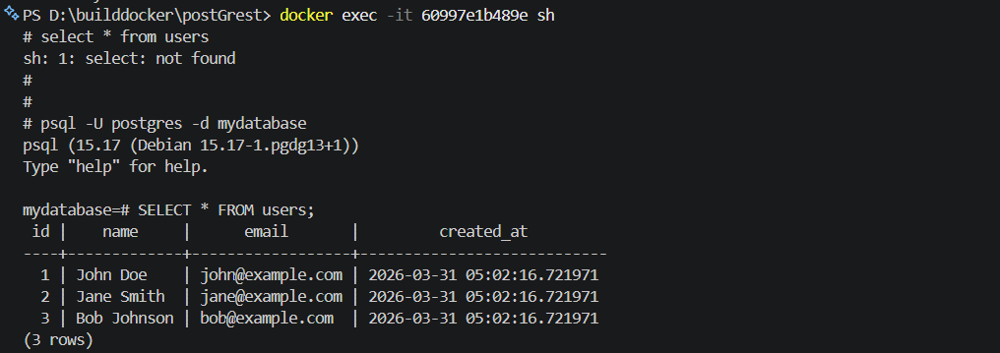 PS D:\builddocker\postGrest> docker exec -it 60997e1b489e sh
# select * from users
sh: 1: select: not found
#
#
# psql -U postgres -d mydatabase
psql (15.17 (Debian 15.17-1.pgdg13+1))
Type "help" for help.

mydatabase=# SELECT * FROM users;
 id |    name     |      email       |         created_at
----+-------------+------------------+----------------------------
  1 | John Doe    | john@example.com | 2026-03-31 05:02:16.721971
  2 | Jane Smith  | jane@example.com | 2026-03-31 05:02:16.721971
  3 | Bob Johnson | bob@example.com  | 2026-03-31 05:02:16.721971
(3 rows)